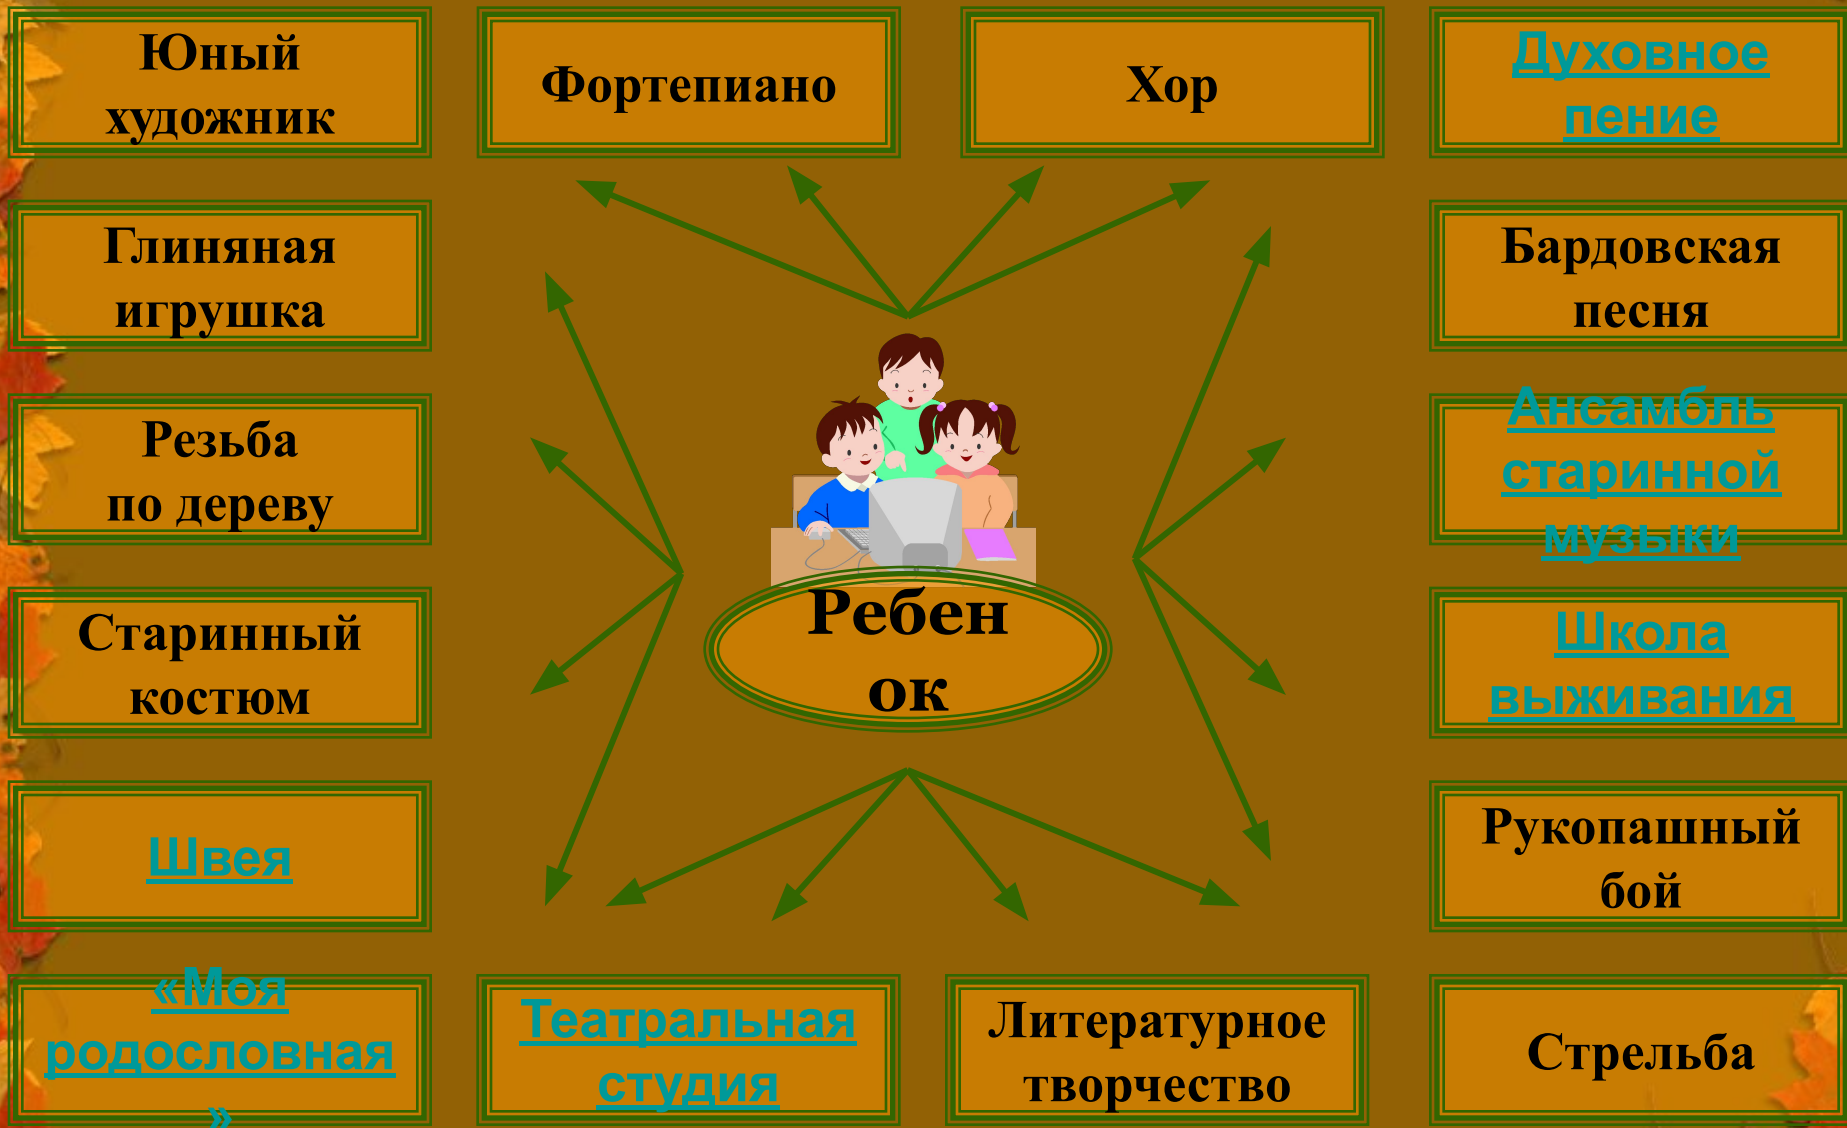 Юный
художник
Фортепиано
Хор
Духовное
пение
Глиняная
игрушка
Бардовская
песня
Резьба
по дереву
Ансамбль
старинной
музыки
Ребен
ок
Старинный
костюм
Школа
выживания
Швея
Рукопашный
бой
«Моя
родословная
»
Театральная
студия
Литературное
творчество
Стрельба